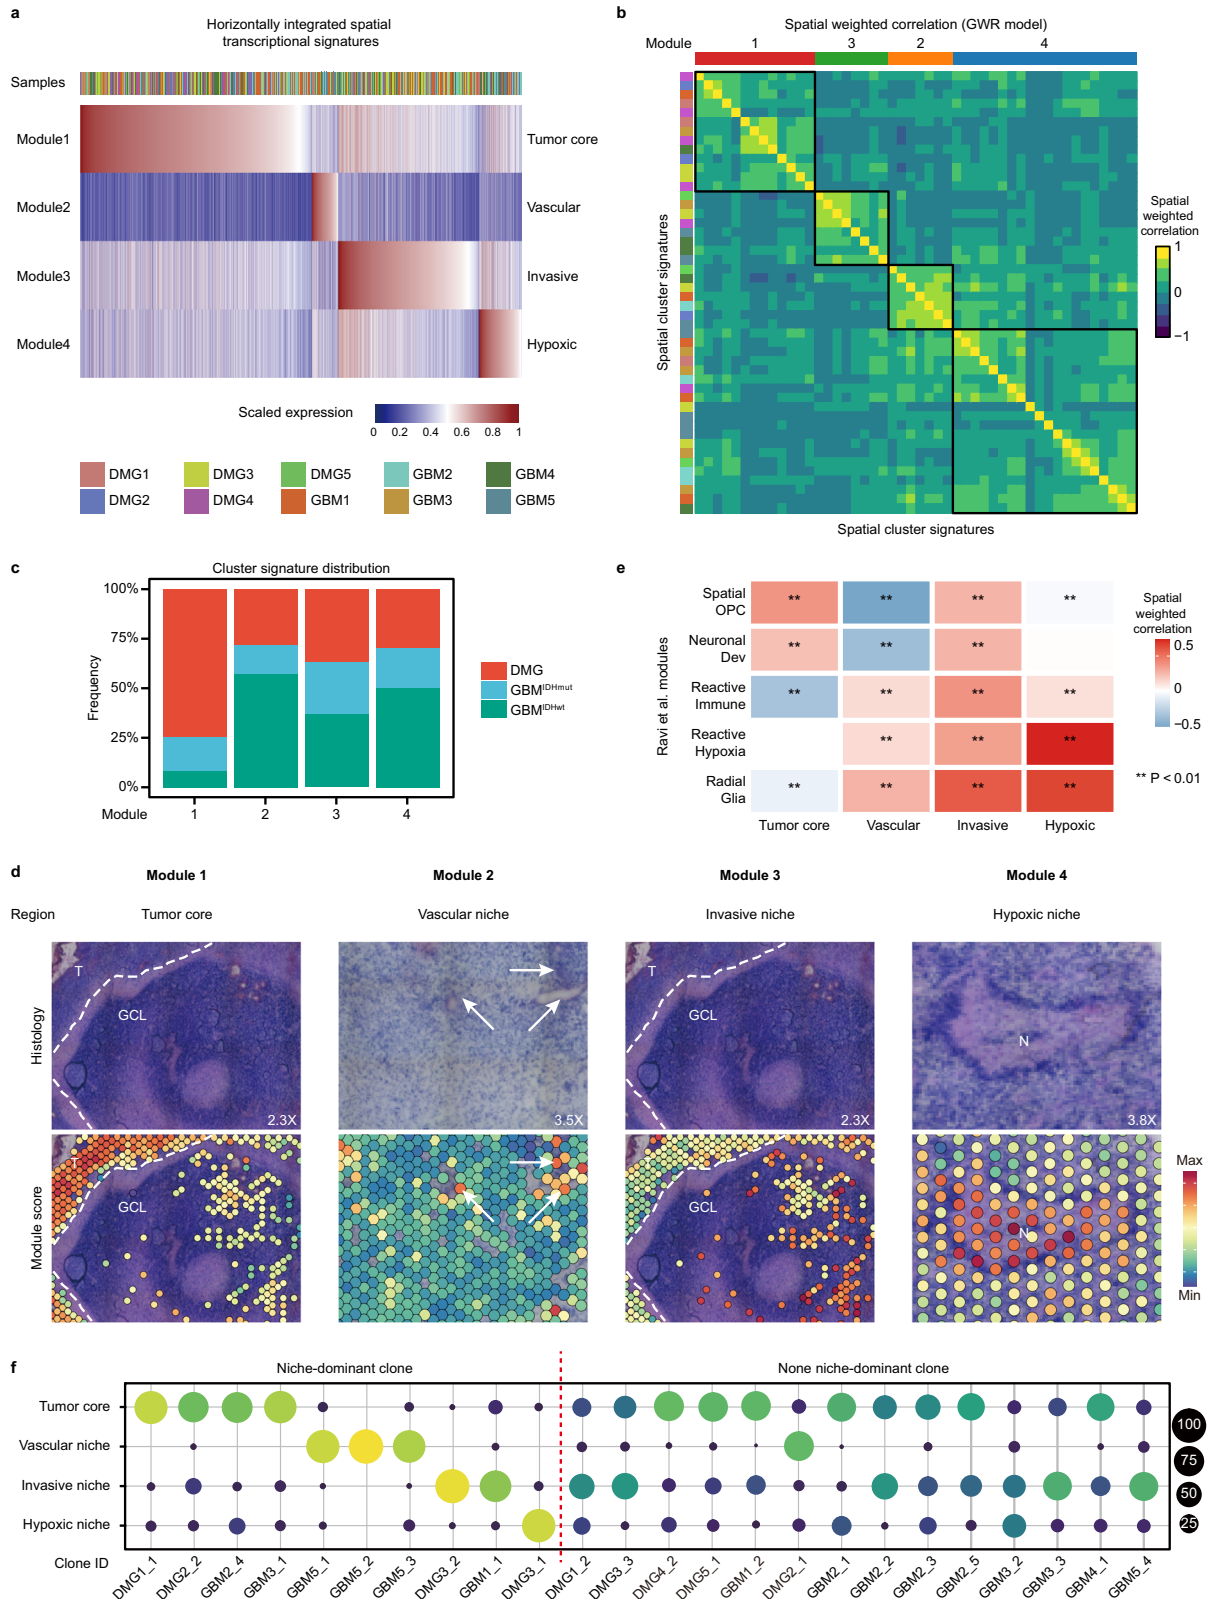 a
Horizontally integrated spatial
transcriptional signatures
Samples
Module1
Tumor core
Module2
Vascular
Module3
Invasive
Module4
Hypoxic
Scaled expression
0 0.2 0.4 0.6 0.8 1
DMG1 DMG3 DMG5 GBM2 GBM4
DMG2 DMG4 GBM1 GBM3 GBM5
b
Spatial weighted correlation (GWR model)
Module 1 3 2 4
Spatial cluster signatures
Spatial cluster signatures
Spatial
weighted
correlation
1
0
−1
c
Cluster signature distribution
Frequency
100%
75%
50%
25%
0%
Module 1 2 3 4
DMG
GBM^IDHmut
GBM^IDHwt
e
Ravi et al. modules
Spatial
OPC
** ** ** **
Neuronal
Dev
** ** **
Reactive
Immune
** ** ** **
Reactive
Hypoxia
** ** **
Radial
Glia
** ** ** **
Tumor core Vascular Invasive Hypoxic
Spatial
weighted
correlation
0.5
0
−0.5
** P < 0.01
d
Module 1 Module 2 Module 3 Module 4
Region Tumor core Vascular niche Invasive niche Hypoxic niche
Histology
T
GCL
2.3X
3.5X
T
GCL
2.3X
N
3.8X
Module score
T
GCL
GCL
N
Max
Min
f
Niche-dominant clone None niche-dominant clone
Tumor core
Vascular niche
Invasive niche
Hypoxic niche
100
75
50
25
Clone ID
DMG1_1 DMG2_2 GBM2_4 GBM3_1 GBM5_1 GBM5_2 GBM5_3 DMG3_2 GBM1_1 DMG3_1 DMG1_2 DMG3_3 DMG4_2 DMG5_1 GBM1_2 DMG2_1 GBM2_1 GBM2_2 GBM2_3 GBM2_5 GBM3_2 GBM3_3 GBM4_1 GBM5_4